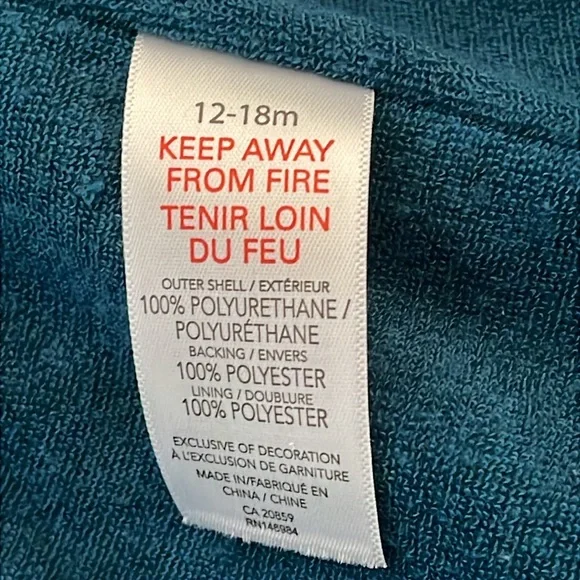 12-18m
KEEP AWAY
FROM FIRE
TENIR LOIN
DU FEU
OUTER SHELL / EXTÉRIEUR
100% POLYURETHANE /
POLYURÉTHANE
BACKING / ENVERS
100% POLYESTER
LINING / DOUBLURE
100% POLYESTER
EXCLUSIVE OF DECORATION
À L'EXCLUSION DE GARNITURE
MADE IN/FABRIQUÉ EN
CHINA / CHINE
CA 20859
RN146984